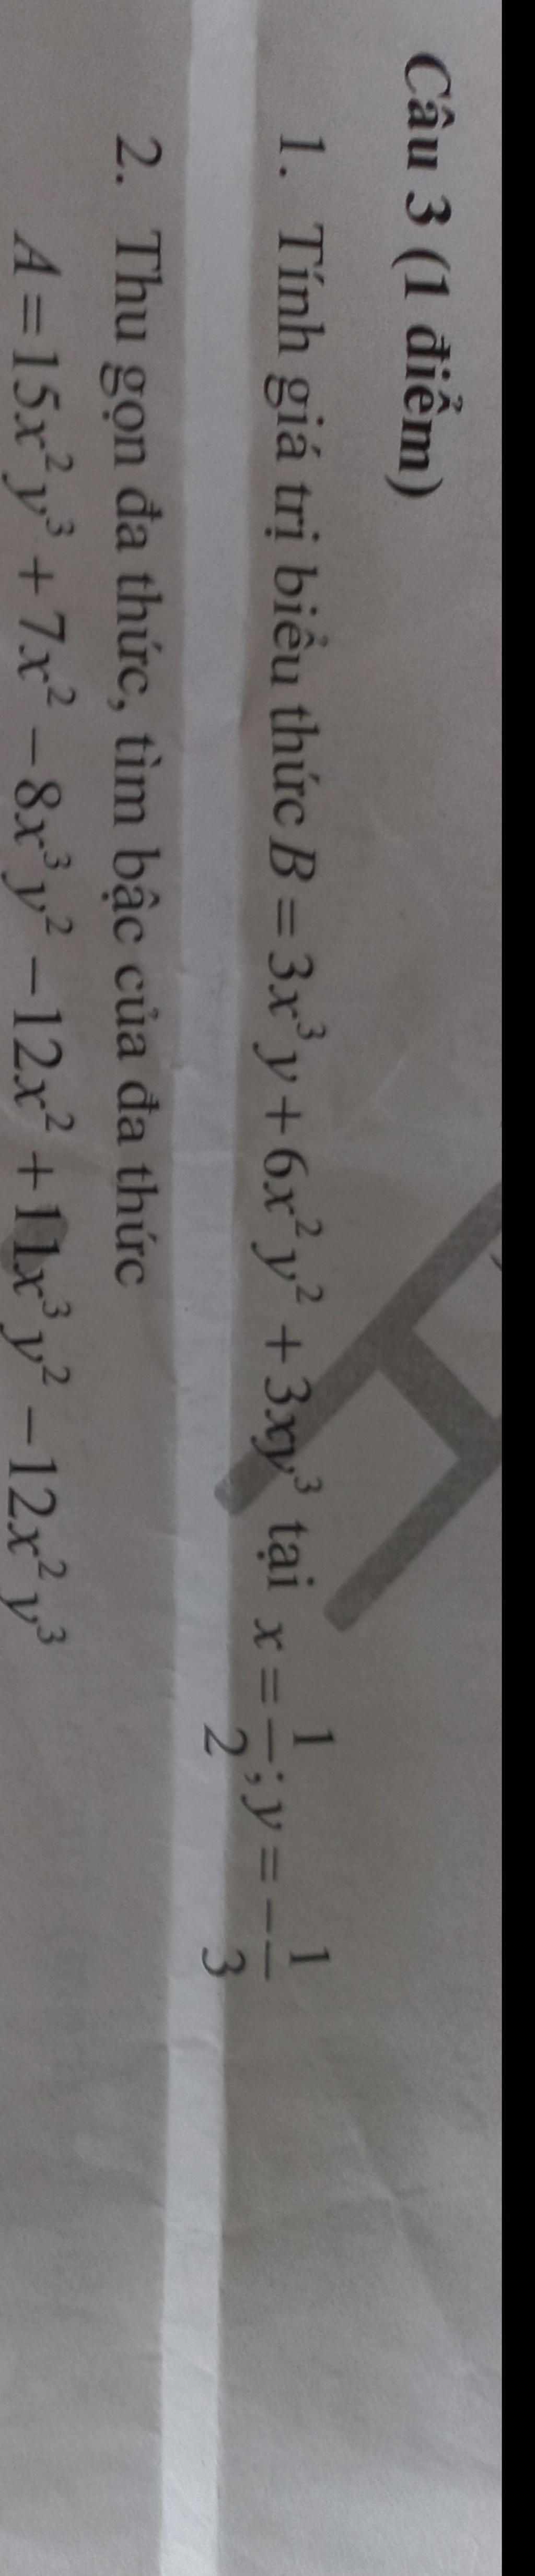 Câu 3 (1 điểm)
1. Tính giá trị biểu thức B = 3x³y + 6x²y² + 3xy³ tại x = 1/2; y = -1/3
2. Thu gọn đa thức, tìm bậc của đa thức
A = 15x²y³ + 7x² - 8x³y² - 12x² + 11x³y² - 12x²y³